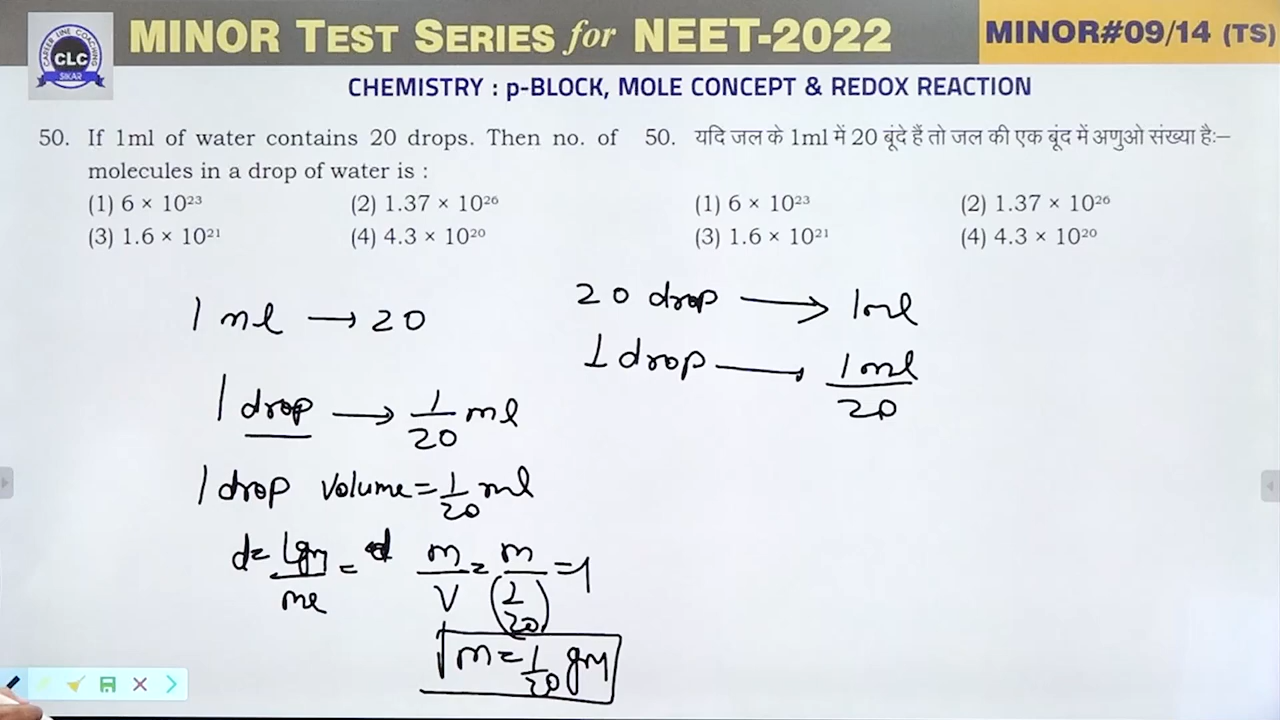 CAREER LINE COACHING
CLC
SIKAR
MINOR TEST SERIES for NEET-2022
MINOR#09/14 (TS)
CHEMISTRY : p-BLOCK, MOLE CONCEPT & REDOX REACTION
50. If 1ml of water contains 20 drops. Then no. of
molecules in a drop of water is :
(1) 6 × 10²³ (2) 1.37 × 10²⁶
(3) 1.6 × 10²¹ (4) 4.3 × 10²⁰
50. यदि जल के 1ml में 20 बूंदे हैं तो जल की एक बूंद में अणुओ संख्या है:–
(1) 6 × 10²³ (2) 1.37 × 10²⁶
(3) 1.6 × 10²¹ (4) 4.3 × 10²⁰
1 ml → 20
1 drop → 1/20 ml
1 drop volume = 1/20 ml
d = 1gm/ml = d m/V = m/(1/20) = 1
m = 1/20 gm
20 drop → 1ml
1 drop → 1ml/20